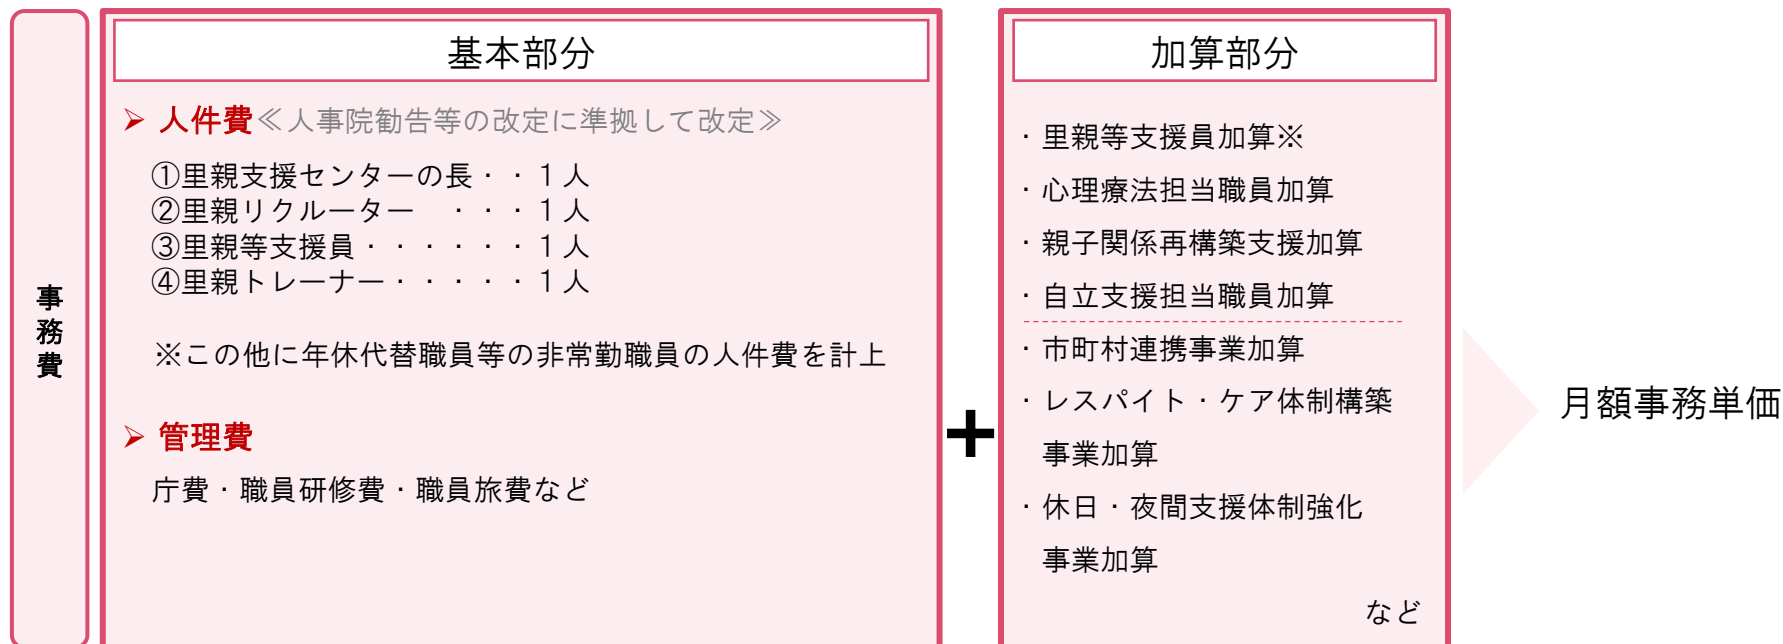 事務費
基本部分
➢ 人件費≪人事院勧告等の改定に準拠して改定≫
①里親支援センターの長・・１人
②里親リクルーター　・・・１人
③里親等支援員・・・・・・１人
④里親トレーナー・・・・・１人
※この他に年休代替職員等の非常勤職員の人件費を計上
➢ 管理費
庁費・職員研修費・職員旅費など
+
加算部分
・里親等支援員加算※
・心理療法担当職員加算
・親子関係再構築支援加算
・自立支援担当職員加算
・市町村連携事業加算
・レスパイト・ケア体制構築
事業加算
・休日・夜間支援体制強化
事業加算
など
月額事務単価